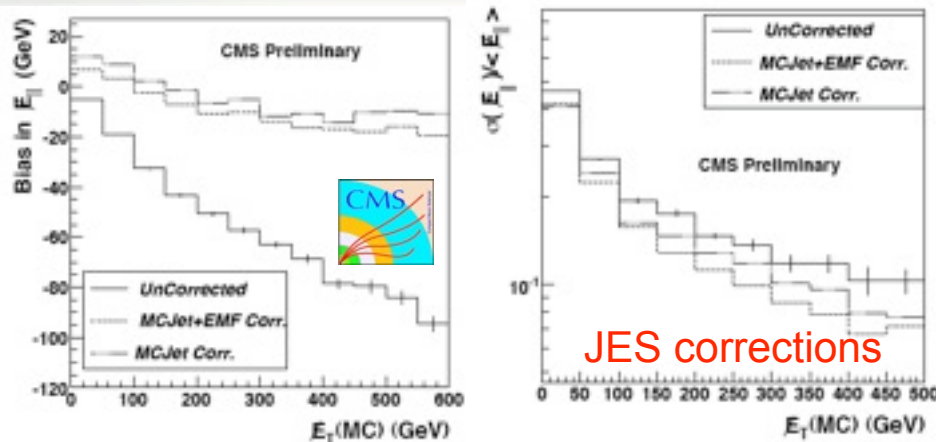 Bias in E̸|| (GeV)
20
0
-20
-40
-60
-80
-100
-120
CMS Preliminary
CMS
UnCorrected
MCJet+EMF Corr.
MCJet Corr.
0 100 200 300 400 500 600
E̸T(MC) (GeV)
σ(E̸||)/<E̸||>
10-1
UnCorrected
MCJet+EMF Corr.
MCJet Corr.
CMS Preliminary
JES corrections
0 50 100 150 200 250 300 350 400 450 500
E̸T(MC) (GeV)